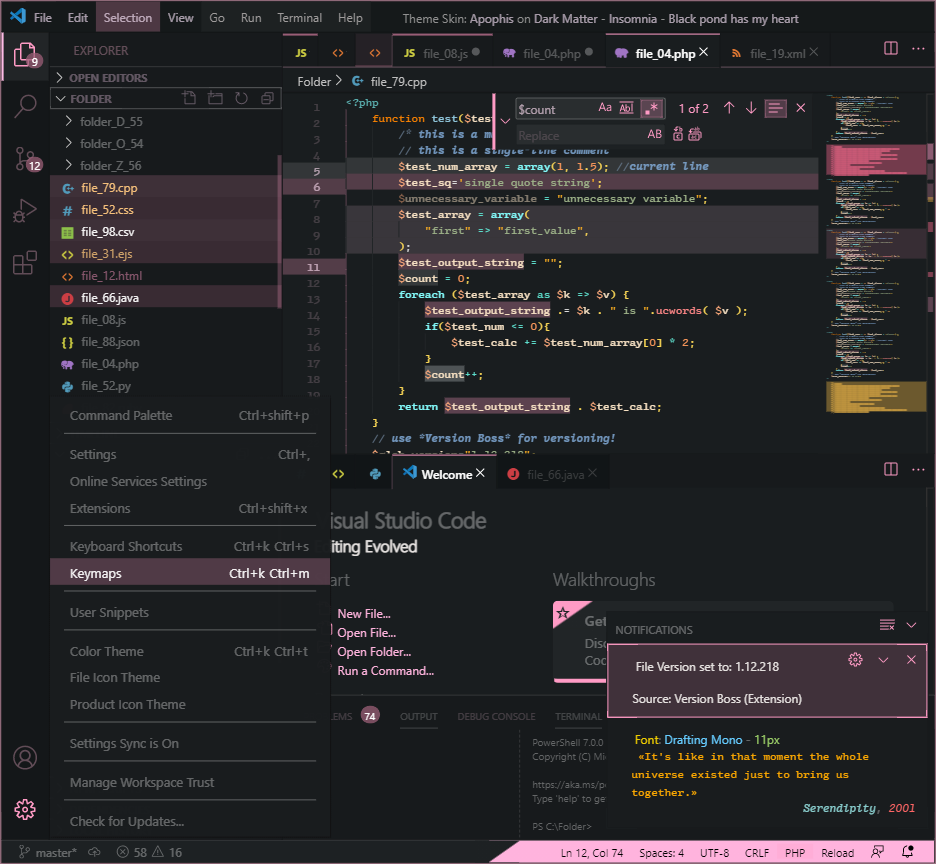 File Edit Selection View Go Run Terminal Help Theme Skin: Apophis on Dark Matter - Insomnia - Black pond has my heart
9
EXPLORER
JS
JS file_08.js
file_04.php
file_04.php
file_19.xml
OPEN EDITORS
FOLDER
folder_D_55
folder_O_54
folder_Z_56
file_79.cpp
file_52.css
file_98.csv
file_31.ejs
file_12.html
file_66.java
JS file_08.js
file_88.json
file_04.php
file_52.py
12
Folder > file_79.cpp
$count Aa Abl .* 1 of 2
Replace AB
1 <?php
2 function test($test
3 /* this is a m
4 // this is a single-line comment
5 $test_num_array = array(1, 1.5); //current line
6 $test_sq='single quote string';
7 $unnecessary_variable = "unnecessary variable";
8 $test_array = array(
9 "first" => "first_value",
10 );
11 $test_output_string = "";
12 $count = 0;
13 foreach ($test_array as $k => $v) {
14 $test_output_string .= $k . " is ".ucwords( $v );
15 if($test_num <= 0){
16 $test_calc += $test_num_array[0] * 2;
17 }
18 $count++;
19 }
return $test_output_string . $test_calc;
}
// use *Version Boss* for versioning!
Command Palette Ctrl+shift+p
Settings Ctrl+,
Online Services Settings
Extensions Ctrl+shift+x
Keyboard Shortcuts Ctrl+k Ctrl+s
Keymaps Ctrl+k Ctrl+m
User Snippets
Color Theme Ctrl+k Ctrl+t
File Icon Theme
Product Icon Theme
Settings Sync is On
Manage Workspace Trust
Check for Updates...
Welcome
file_66.java
isual Studio Code
iting Evolved
art
New File...
Open File...
Open Folder...
Run a Command...
Walkthroughs
Get
Disc
Coc
NOTIFICATIONS
File Version set to: 1.12.218
Source: Version Boss (Extension)
EMS 74 OUTPUT DEBUG CONSOLE TERMINAL
PowerShell 7.0.0
Copyright (C) Mi
https://aka.ms/p
Type 'help' to ge
PS C:\Folder>
Font: Drafting Mono - 11px
«It's like in that moment the whole
universe existed just to bring us
together.»
Serendipity, 2001
master* 58 16 Ln 12, Col 74 Spaces: 4 UTF-8 CRLF PHP Reload